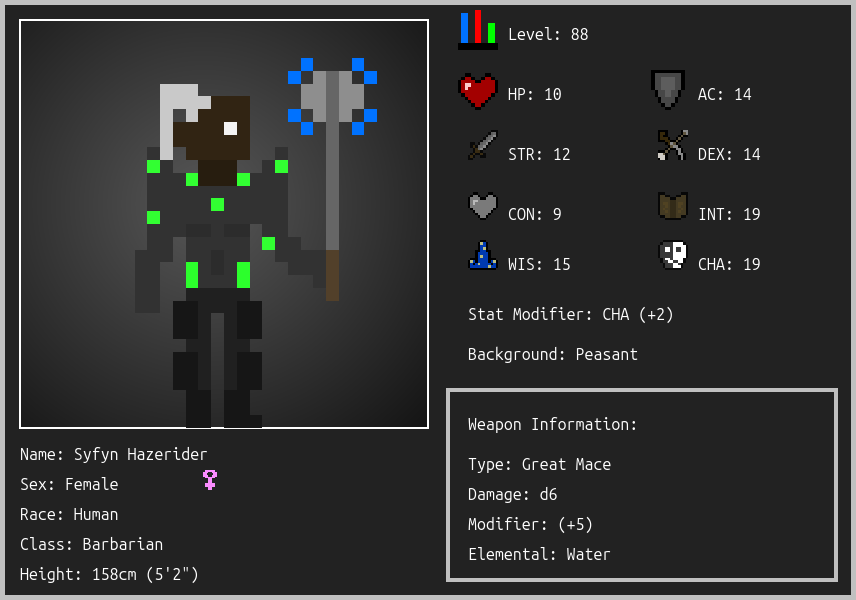 Level: 88
HP: 10
AC: 14
STR: 12
DEX: 14
CON: 9
INT: 19
WIS: 15
CHA: 19
Stat Modifier: CHA (+2)
Background: Peasant
Weapon Information:
Type: Great Mace
Damage: d6
Modifier: (+5)
Elemental: Water
Name: Syfyn Hazerider
Sex: Female
Race: Human
Class: Barbarian
Height: 158cm (5'2")